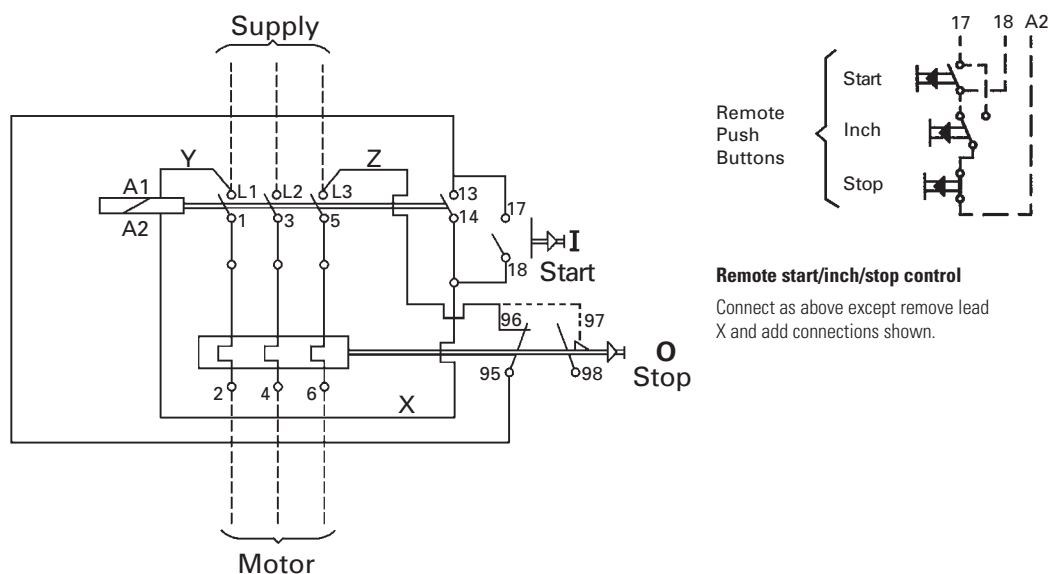 Supply
Y
Z
A1
L1
L2
L3
13
A2
1
3
5
14
17
I
18
Start
96
97
O
Stop
95
98
2
4
6
X
Motor
17 18 A2
Start
Remote
Push
Buttons
Inch
Stop
Remote start/inch/stop control
Connect as above except remove lead
X and add connections shown.